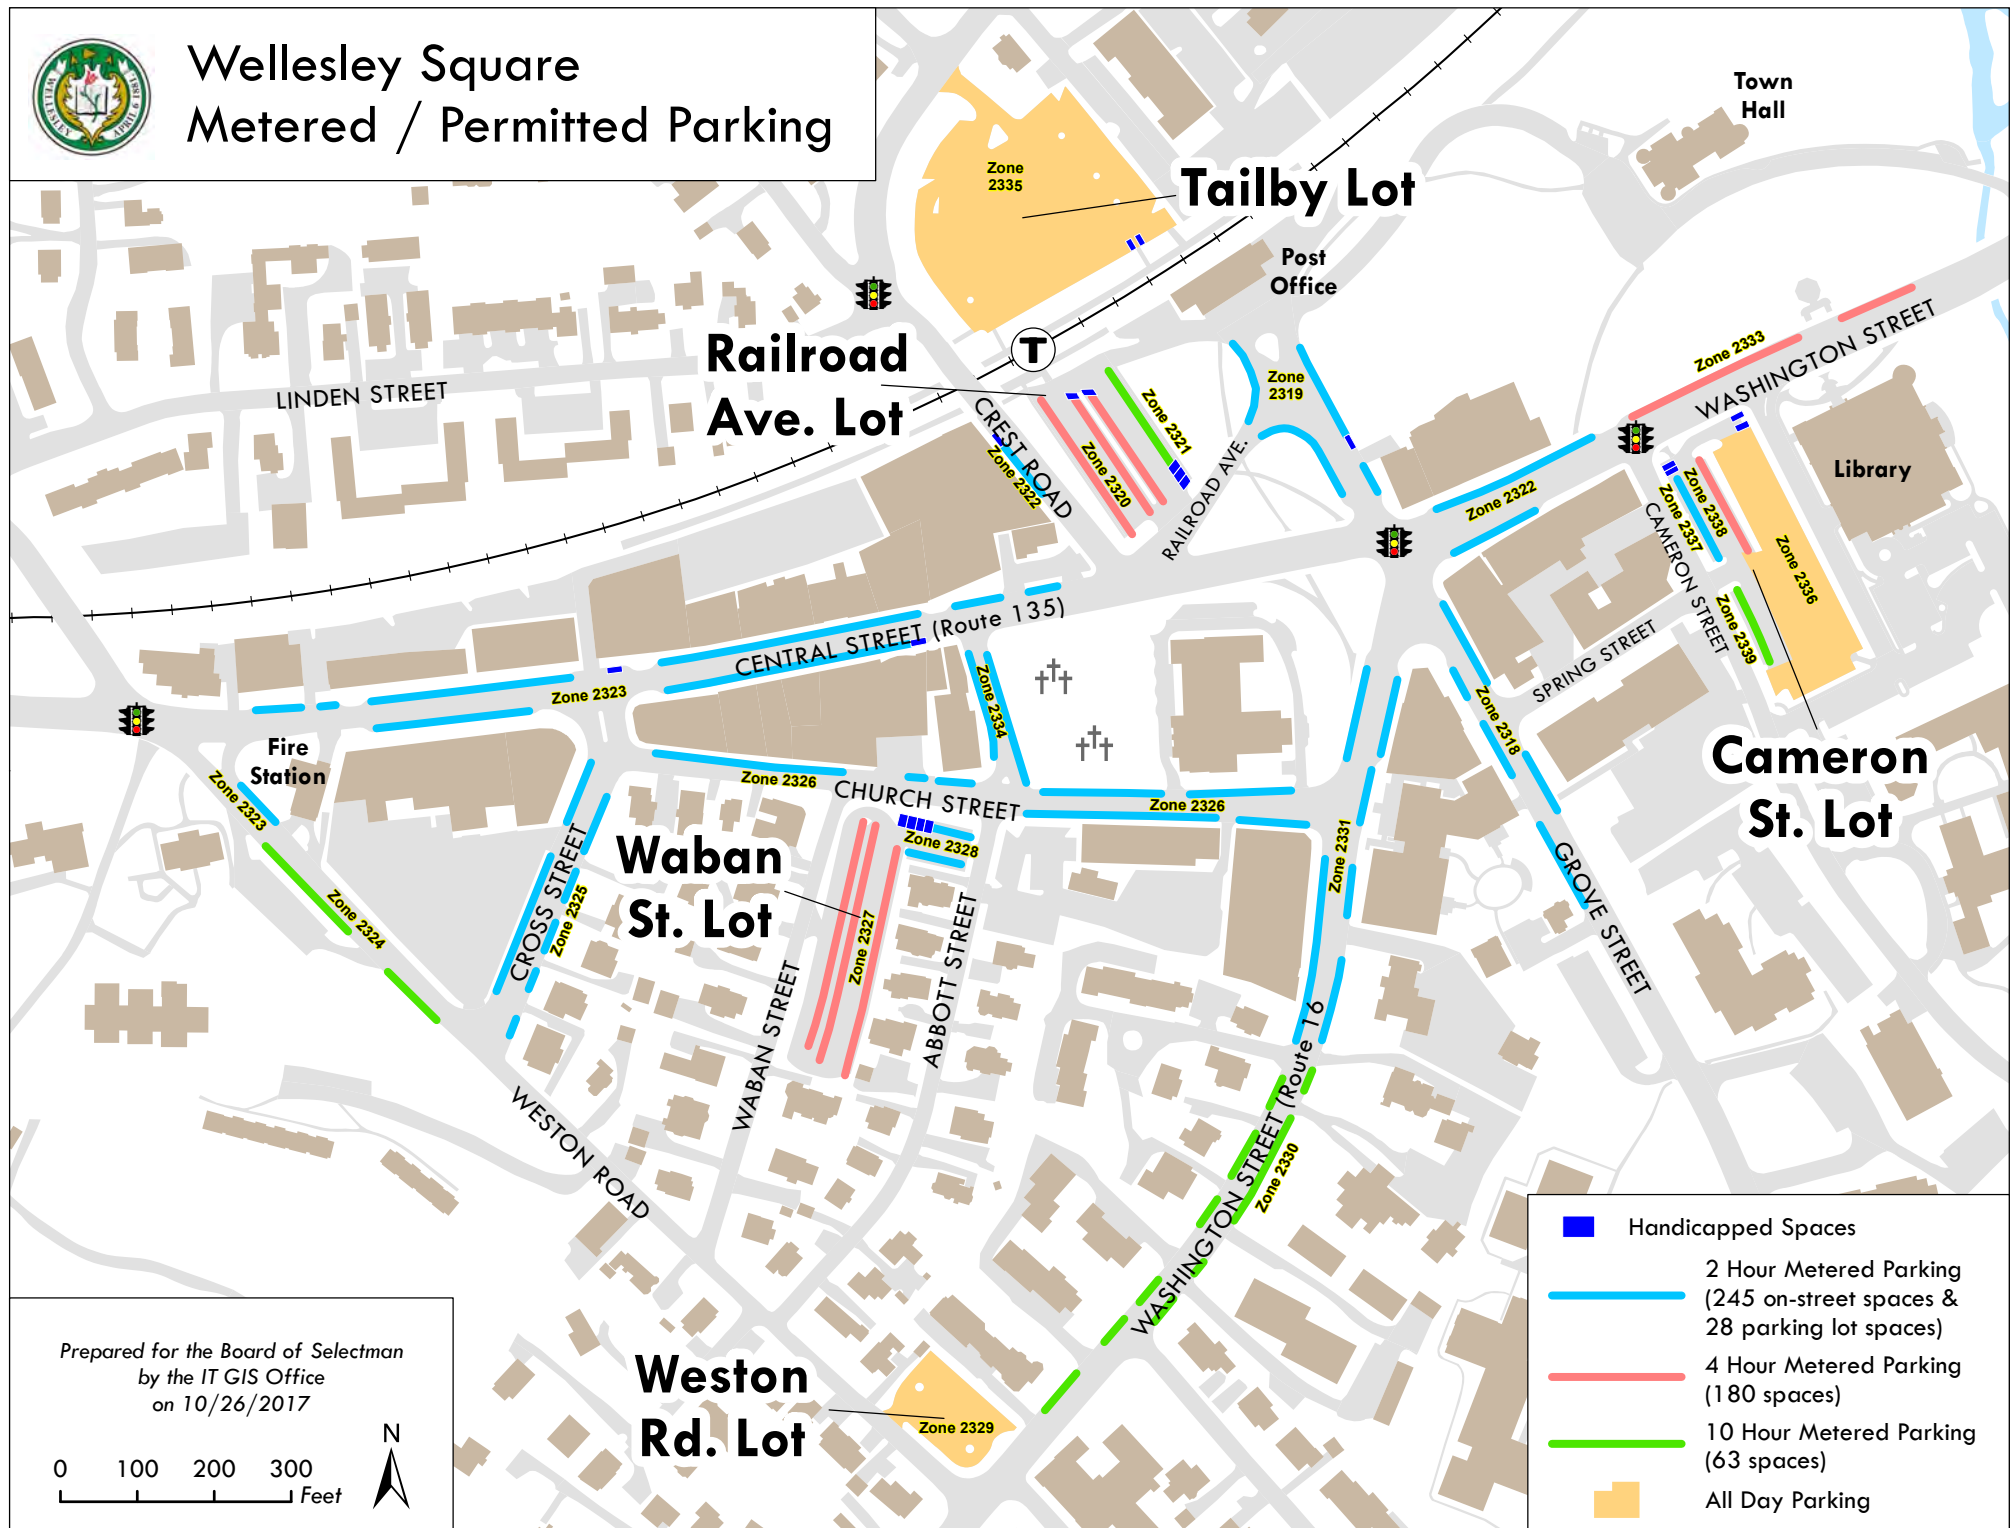 Wellesley Square
Metered / Permitted Parking
WELLESLEY
APRIL 6 1881
Town
Hall
Zone
2335
Tailby Lot
Post
Office
Railroad
Ave. Lot
T
LINDEN STREET
CREST ROAD
Zone 2322
Zone 2320
Zone 2321
RAILROAD AVE.
Zone
2319
Zone 2333
WASHINGTON STREET
Library
Zone 2322
Zone 2337
Zone 2338
CAMERON STREET
Zone 2336
Zone 2339
SPRING STREET
CENTRAL STREET (Route 135)
Zone 2323
Zone 2334
Zone 2318
Fire
Station
Zone 2323
Zone 2326
CHURCH STREET
Zone 2326
Cameron
St. Lot
Zone 2328
Waban
St. Lot
CROSS STREET
Zone 2325
Zone 2324
Zone 2327
Zone 2331
GROVE STREET
WABAN STREET
ABBOTT STREET
WESTON ROAD
WASHINGTON STREET (Route 16
Zone 2330
Weston
Rd. Lot
Zone 2329
Prepared for the Board of Selectman
by the IT GIS Office
on 10/26/2017
N
0 100 200 300
Feet
Handicapped Spaces
2 Hour Metered Parking
(245 on-street spaces &
28 parking lot spaces)
4 Hour Metered Parking
(180 spaces)
10 Hour Metered Parking
(63 spaces)
All Day Parking